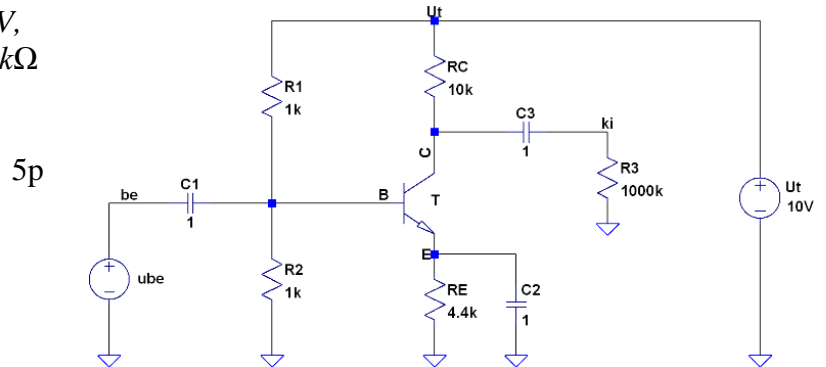 V,
kΩ
5p
Ut
RC
10k
R1
1k
C3
1
ki
R3
1000k
C
Ut
10V
be
C1
1
B
T
E
ube
R2
1k
RE
4.4k
C2
1